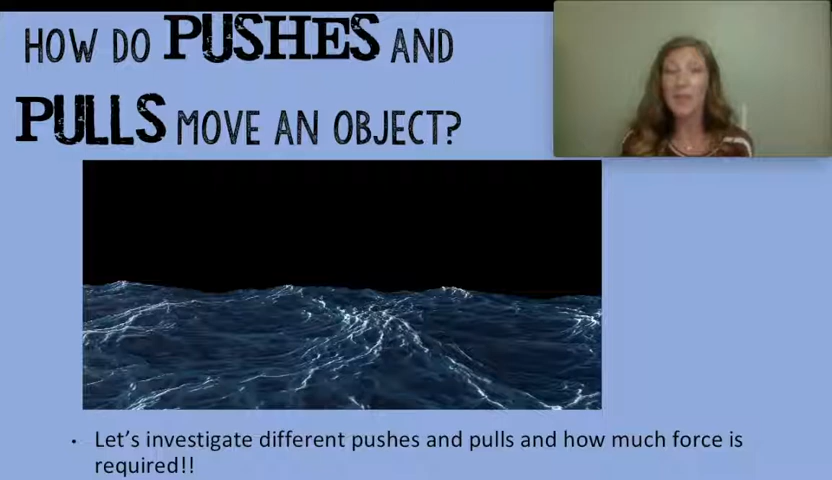 HOW DO PUSHES AND
PULLS MOVE AN OBJECT?
• Let's investigate different pushes and pulls and how much force is
required!!